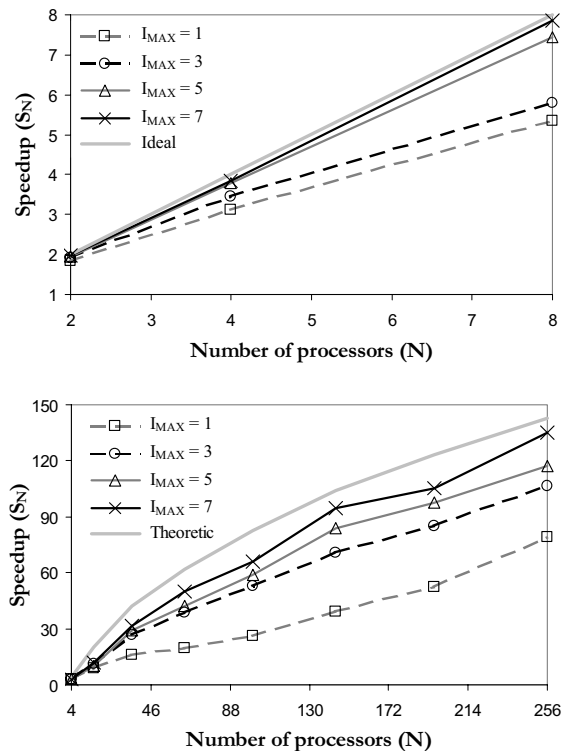 8
7
6
5
4
3
2
1
Speedup (SN)
IMAX = 1
IMAX = 3
IMAX = 5
IMAX = 7
Ideal
2 3 4 5 6 7 8
Number of processors (N)
150
120
90
60
30
0
Speedup (SN)
IMAX = 1
IMAX = 3
IMAX = 5
IMAX = 7
Theoretic
4 46 88 130 172 214 256
Number of processors (N)